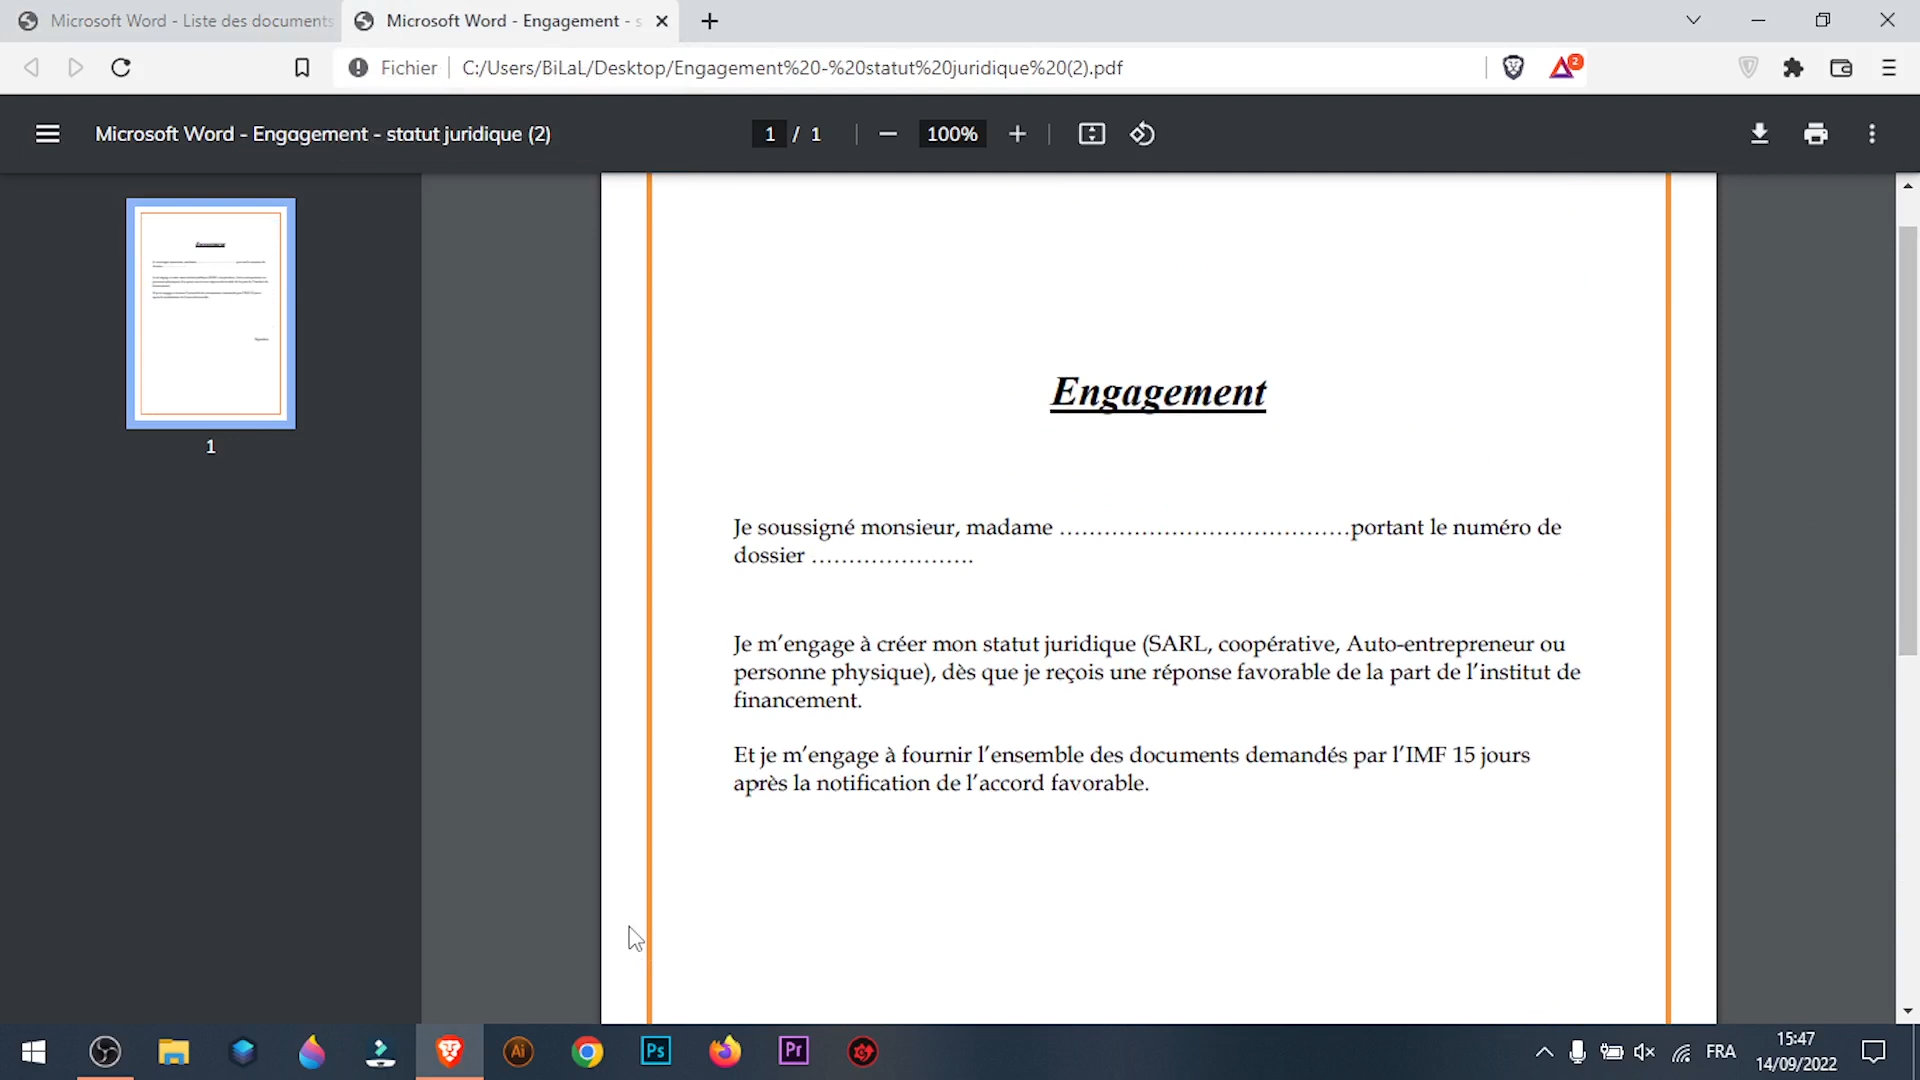 Microsoft Word - Liste des documents
Microsoft Word - Engagement - s
Fichier
C:/Users/BiLaL/Desktop/Engagement%20-%20statut%20juridique%20(2).pdf
2
Microsoft Word - Engagement - statut juridique (2)
1 / 1
100%
1
Engagement
Je soussigné monsieur, madame …………………………………portant le numéro de
dossier ………………….
Je m’engage à créer mon statut juridique (SARL, coopérative, Auto-entrepreneur ou
personne physique), dès que je reçois une réponse favorable de la part de l’institut de
financement.
Et je m’engage à fournir l’ensemble des documents demandés par l’IMF 15 jours
après la notification de l’accord favorable.
Ai
Ps
Pr
FRA
15:47
14/09/2022